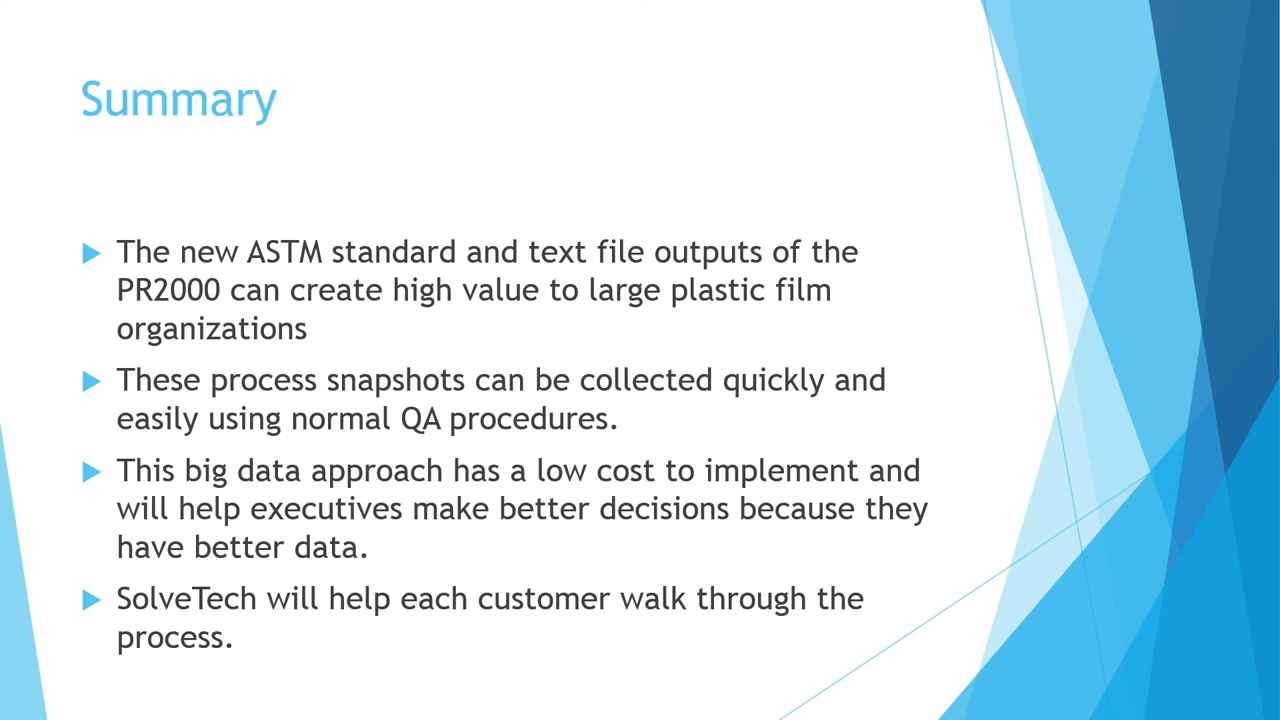 Summary
The new ASTM standard and text file outputs of the
PR2000 can create high value to large plastic film
organizations
These process snapshots can be collected quickly and
easily using normal QA procedures.
This big data approach has a low cost to implement and
will help executives make better decisions because they
have better data.
SolveTech will help each customer walk through the
process.